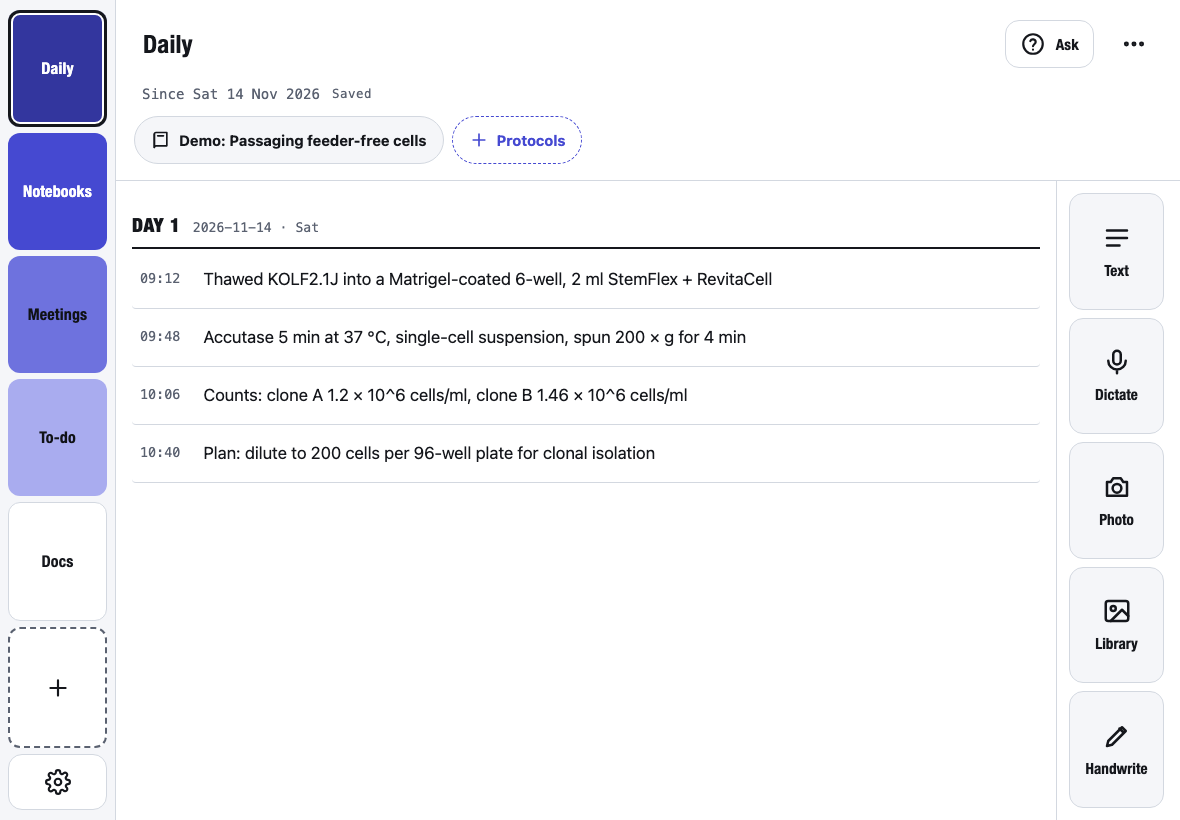 Daily
Notebooks
Meetings
To-do
Docs
Daily
Ask
Since Sat 14 Nov 2026 Saved
Demo: Passaging feeder-free cells
Protocols
DAY 1 2026-11-14 · Sat
09:12 Thawed KOLF2.1J into a Matrigel-coated 6-well, 2 ml StemFlex + RevitaCell
09:48 Accutase 5 min at 37 °C, single-cell suspension, spun 200 × g for 4 min
10:06 Counts: clone A 1.2 × 10^6 cells/ml, clone B 1.46 × 10^6 cells/ml
10:40 Plan: dilute to 200 cells per 96-well plate for clonal isolation
Text
Dictate
Photo
Library
Handwrite